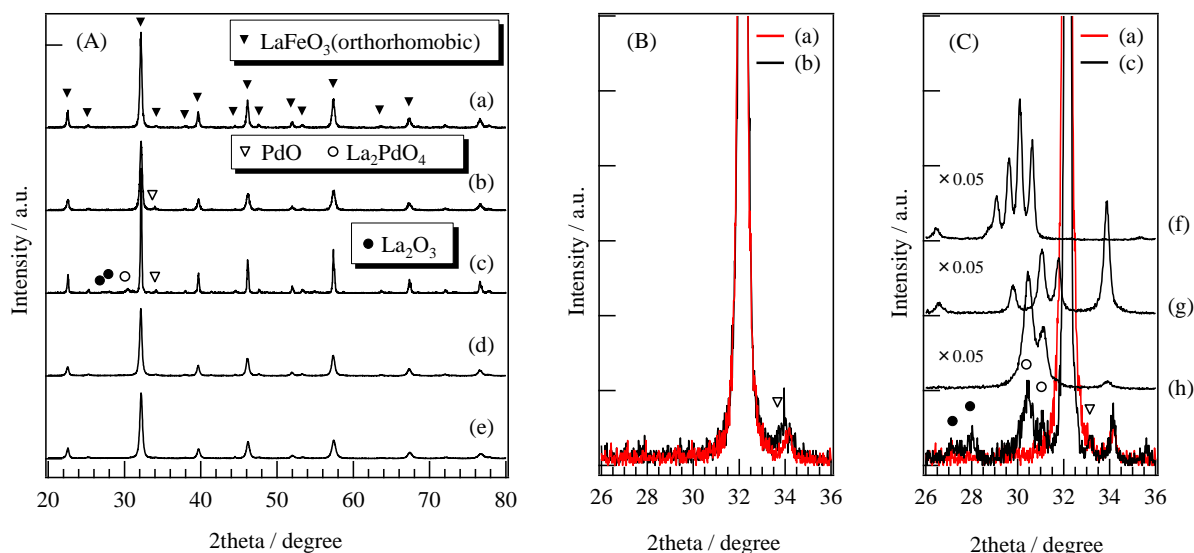 (A)
LaFeO3(orthorhomobic)
(a)
PdO La2PdO4
(b)
La2O3
(c)
(d)
(e)
Intensity / a.u.
20 30 40 50 60 70 80
2theta / degree
(B)
(a)
(b)
Intensity / a.u.
26 28 30 32 34 36
2theta / degree
(C)
(a)
(c)
×0.05
(f)
×0.05
(g)
×0.05
(h)
Intensity / a.u.
26 28 30 32 34 36
2theta / degree